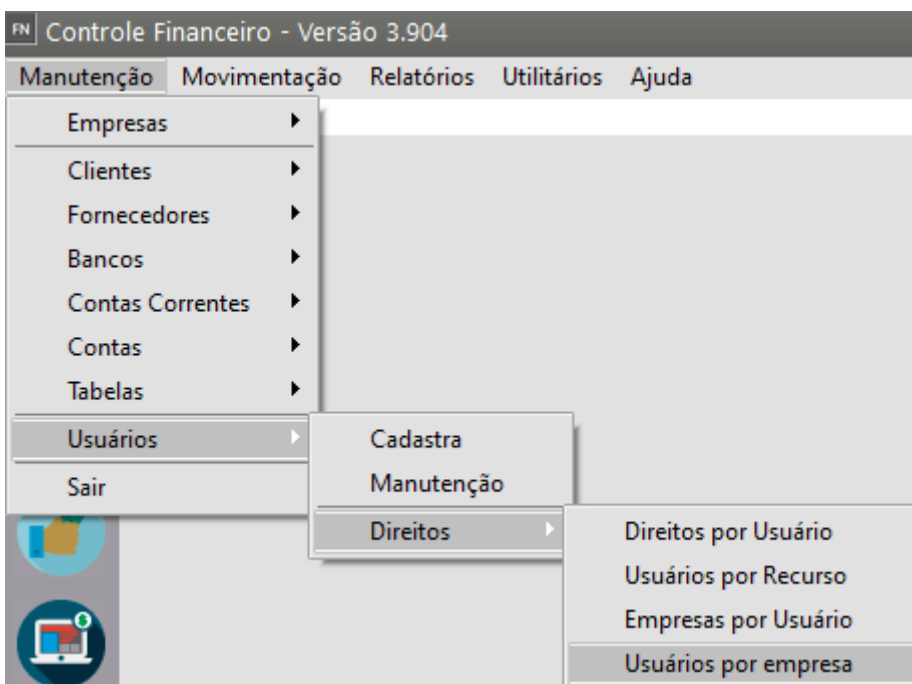 FN Controle Financeiro - Versão 3.904
Manutenção Movimentação Relatórios Utilitários Ajuda
Empresas
Clientes
Fornecedores
Bancos
Contas Correntes
Contas
Tabelas
Usuários
Sair
Cadastra
Manutenção
Direitos
Direitos por Usuário
Usuários por Recurso
Empresas por Usuário
Usuários por empresa